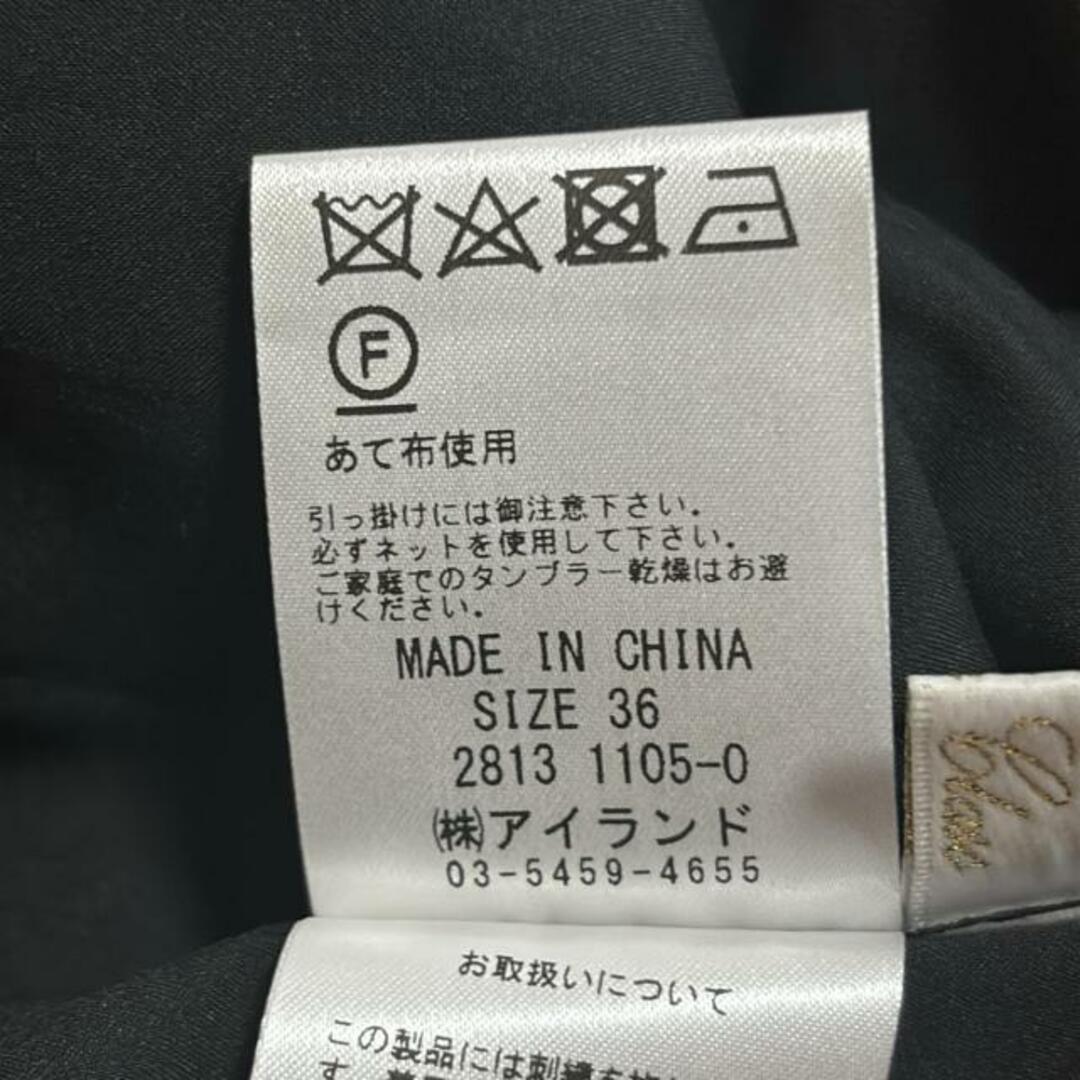 F
あて布使用
引っ掛けには御注意下さい。
必ずネットを使用して下さい。
ご家庭でのタンブラー乾燥はお避
けください。
MADE IN CHINA
SIZE 36
2813 1105-0
㈱アイランド
03-5459-4655
お取扱いについて
この製品には刺繍を